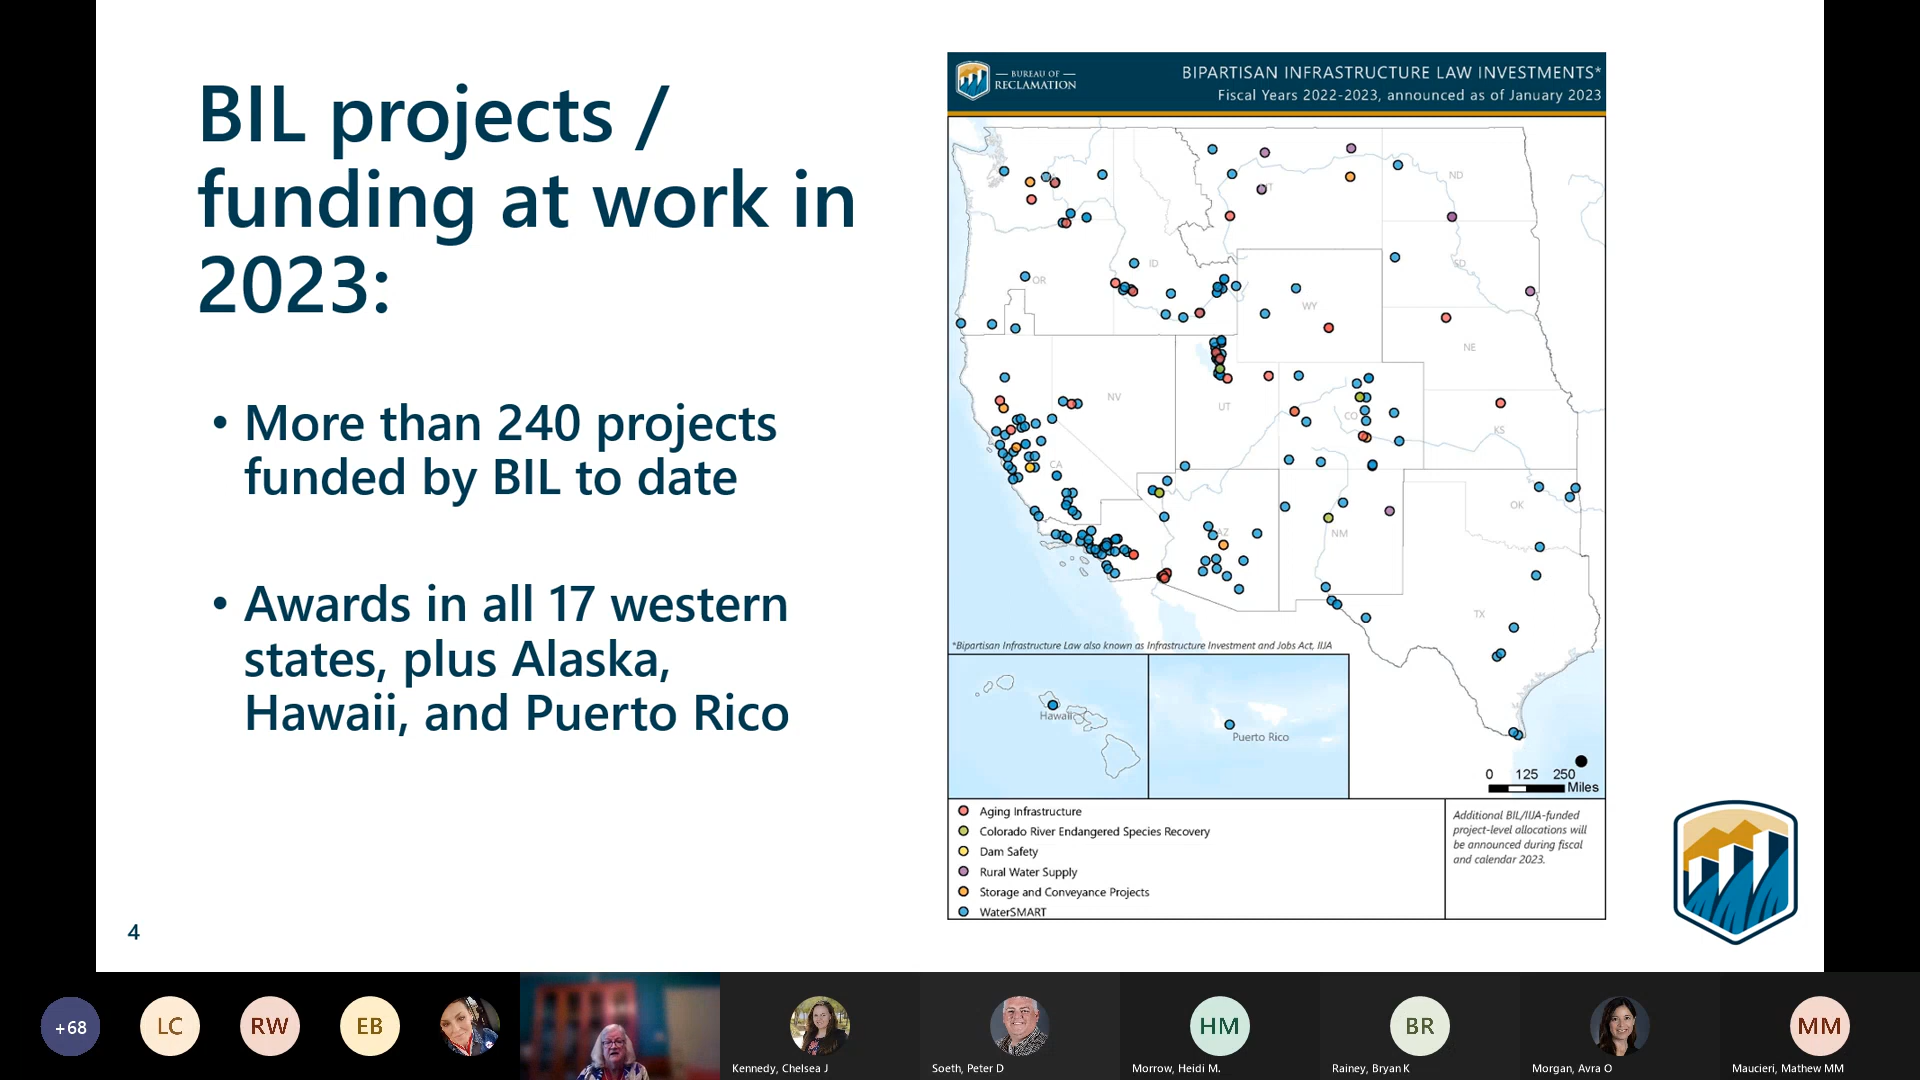 BIL projects /
funding at work in
2023:
• More than 240 projects
funded by BIL to date
• Awards in all 17 western
states, plus Alaska,
Hawaii, and Puerto Rico
4
BUREAU OF
RECLAMATION
BIPARTISAN INFRASTRUCTURE LAW INVESTMENTS*
Fiscal Years 2022-2023, announced as of January 2023
ND
ID
SD
OR
WY
NE
NV
UT
CO
KS
CA
OK
AZ
NM
TX
*Bipartisan Infrastructure Law also known as Infrastructure Investment and Jobs Act, IIJA
Hawaii
Puerto Rico
0 125 250
Miles
Aging Infrastructure
Colorado River Endangered Species Recovery
Dam Safety
Rural Water Supply
Storage and Conveyance Projects
WaterSMART
Additional BIL/IIJA-funded
project-level allocations will
be announced during fiscal
and calendar 2023.
+68
LC
RW
EB
HM
BR
MM
Kennedy, Chelsea J
Soeth, Peter D
Morrow, Heidi M.
Rainey, Bryan K
Morgan, Avra O
Maucieri, Mathew MM